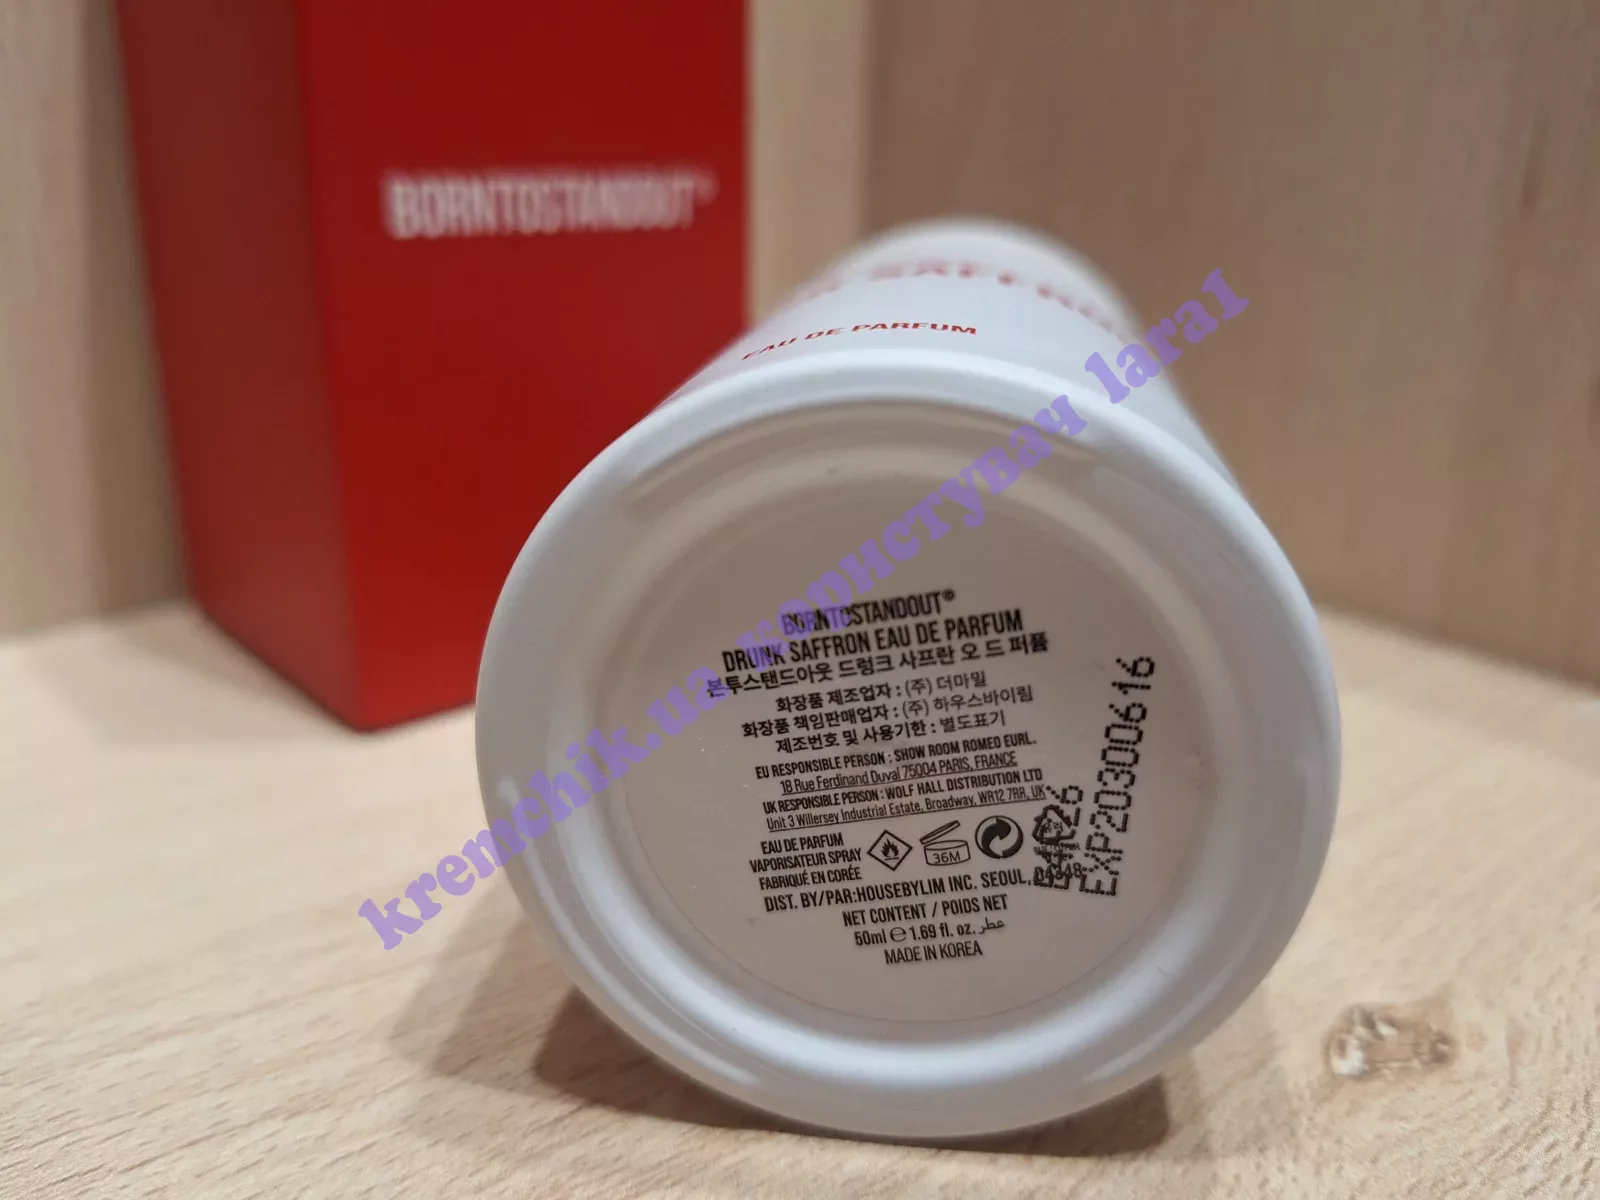 BORNTOSTANDOUT®
SAFFRON
EAU DE PARFUM
BORNTOSTANDOUT®
DRUNK SAFFRON EAU DE PARFUM
본투스탠드아웃 드렁크 사프란 오 드 퍼퓸
화장품 제조업자 : (주) 더마밀
화장품 책임판매업자 : (주) 하우스바이림
제조번호 및 사용기한 : 별도표기
EU RESPONSIBLE PERSON : SHOW ROOM ROMEO EURL.
18 Rue Ferdinand Duval 75004 PARIS, FRANCE
UK RESPONSIBLE PERSON : WOLF HALL DISTRIBUTION LTD
Unit 3 Willersey Industrial Estate, Broadway, WR12 7RR, UK
EAU DE PARFUM
VAPORISATEUR SPRAY
FABRIQUÉ EN CORÉE
36M
DIST. BY/PAR:HOUSEBYLIM INC. SEOUL,
NET CONTENT / POIDS NET
50ml ℮ 1.69 fl. oz. عطر
MADE IN KOREA
EXP20300616
kremchik.ua користувач lara1